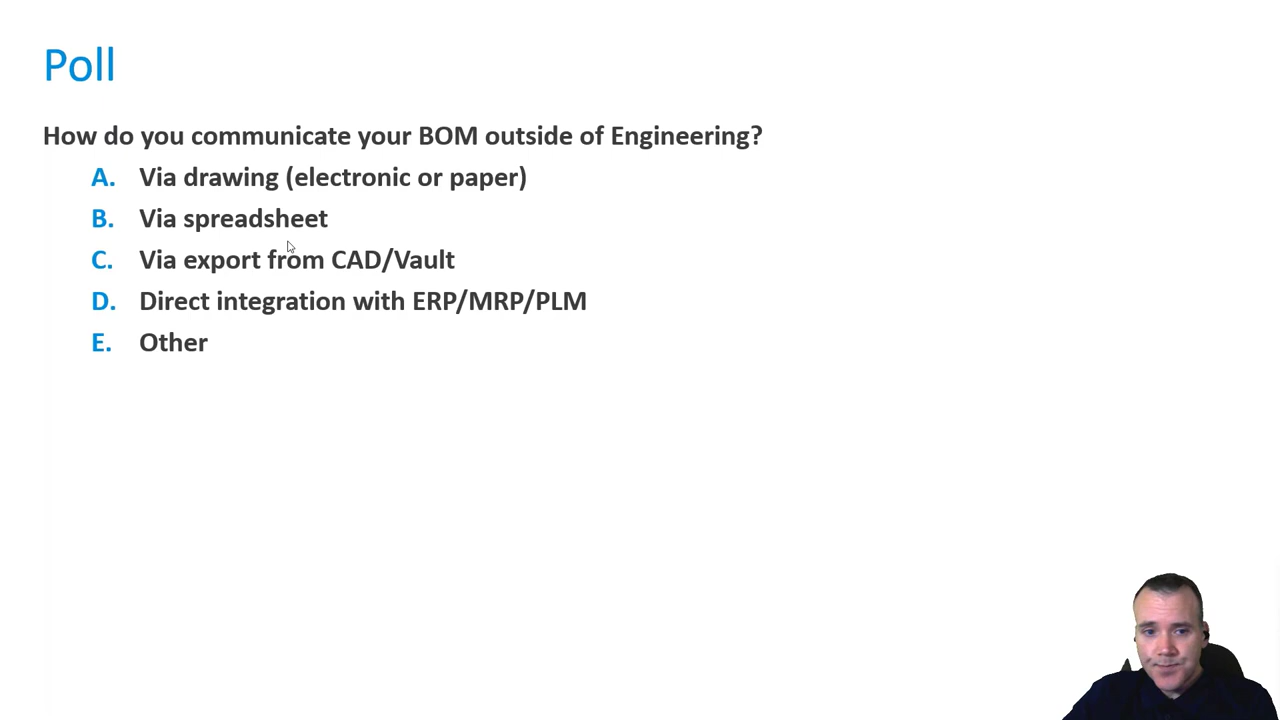 Poll
How do you communicate your BOM outside of Engineering?
A. Via drawing (electronic or paper)
B. Via spreadsheet
C. Via export from CAD/Vault
D. Direct integration with ERP/MRP/PLM
E. Other